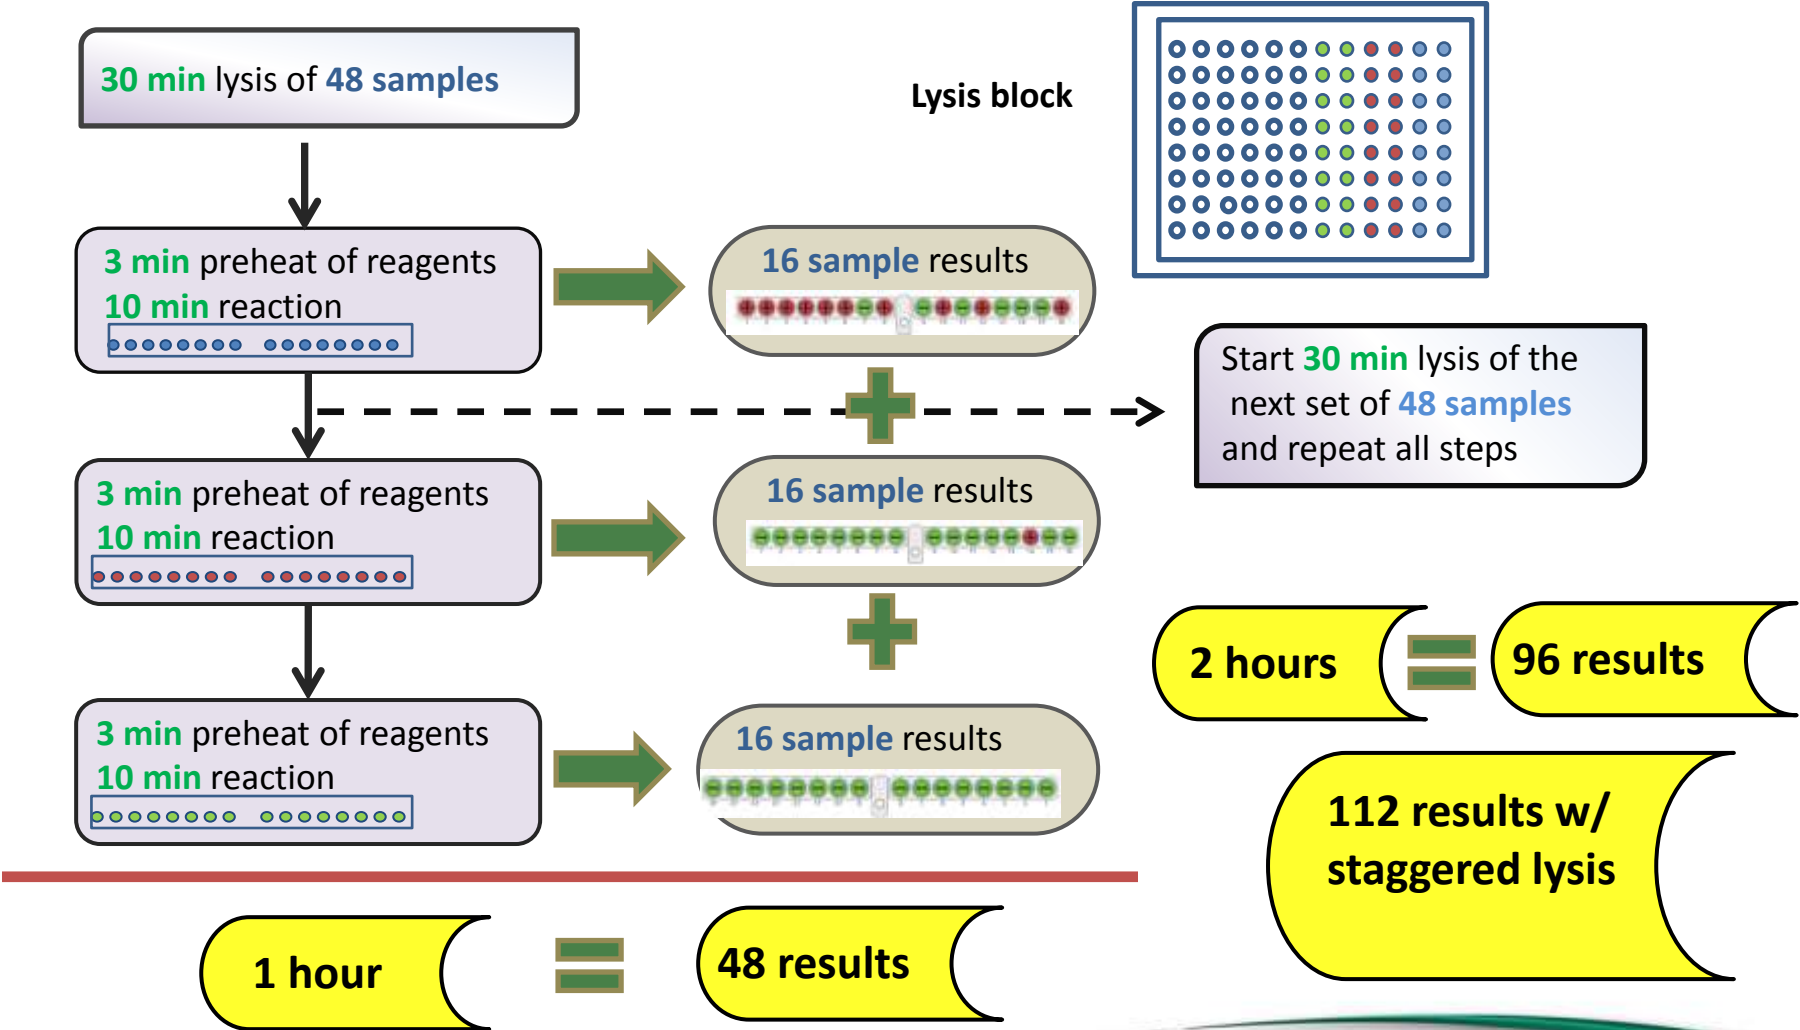 30 min lysis of 48 samples
Lysis block
3 min preheat of reagents
10 min reaction
16 sample results
Start 30 min lysis of the
next set of 48 samples
and repeat all steps
3 min preheat of reagents
10 min reaction
16 sample results
2 hours
96 results
3 min preheat of reagents
10 min reaction
16 sample results
112 results w/
staggered lysis
1 hour
48 results